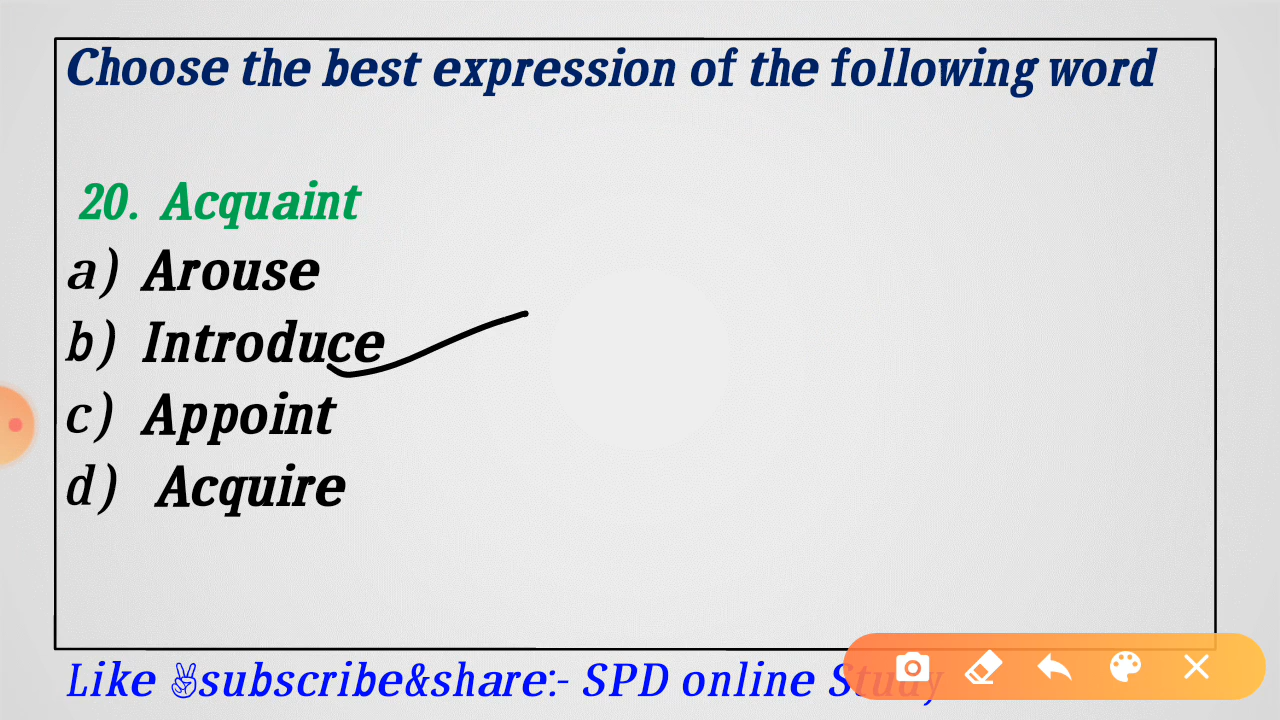 Choose the best expression of the following word
20. Acquaint
a) Arouse
b) Introduce
c) Appoint
d) Acquire
Like ✌subscribe&share:- SPD online Study